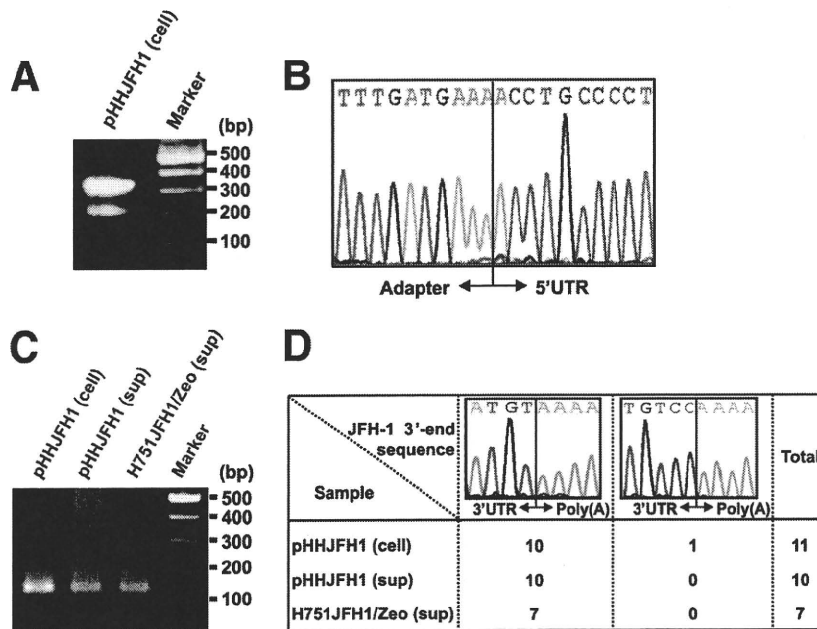 A
pHHJFH1 (cell)
Marker
(bp)
500
400
300
200
100
B
TTTGATGAAAACCTGCCCCT
Adapter
5'UTR
C
pHHJFH1 (cell)
pHHJFH1 (sup)
H751JFH1/Zeo (sup)
Marker
(bp)
500
400
300
200
100
D
JFH-1 3'-end
sequence
Sample
ATGTAAAA
3'UTR
Poly(A)
TGTCCAAAA
3'UTR
Poly(A)
Total
pHHJFH1 (cell) 10 1 11
pHHJFH1 (sup) 10 0 10
H751JFH1/Zeo (sup) 7 0 7